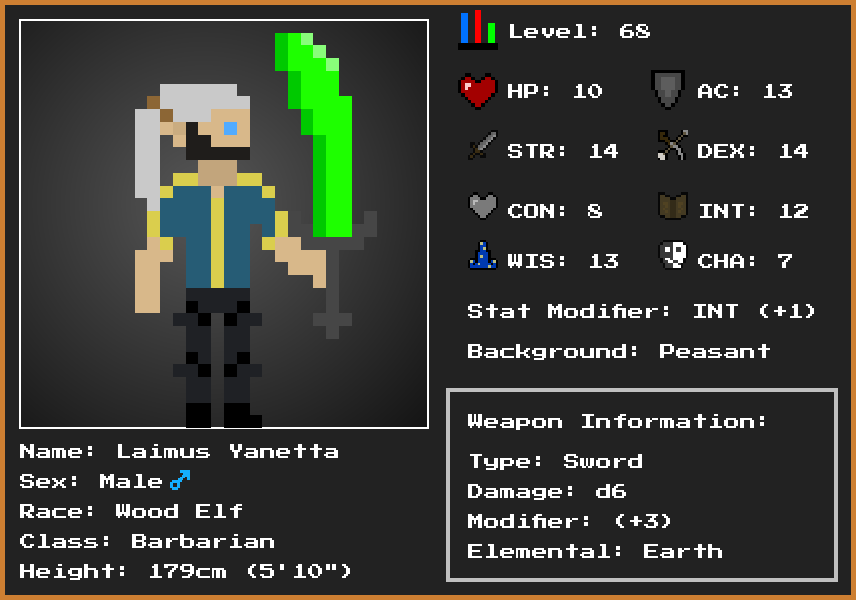 Level: 68
HP: 10
AC: 13
STR: 14
DEX: 14
CON: 8
INT: 12
WIS: 13
CHA: 7
Stat Modifier: INT (+1)
Background: Peasant
Weapon Information:
Type: Sword
Damage: d6
Modifier: (+3)
Elemental: Earth
Name: Laimus Yanetta
Sex: Male♂
Race: Wood Elf
Class: Barbarian
Height: 179cm (5'10")